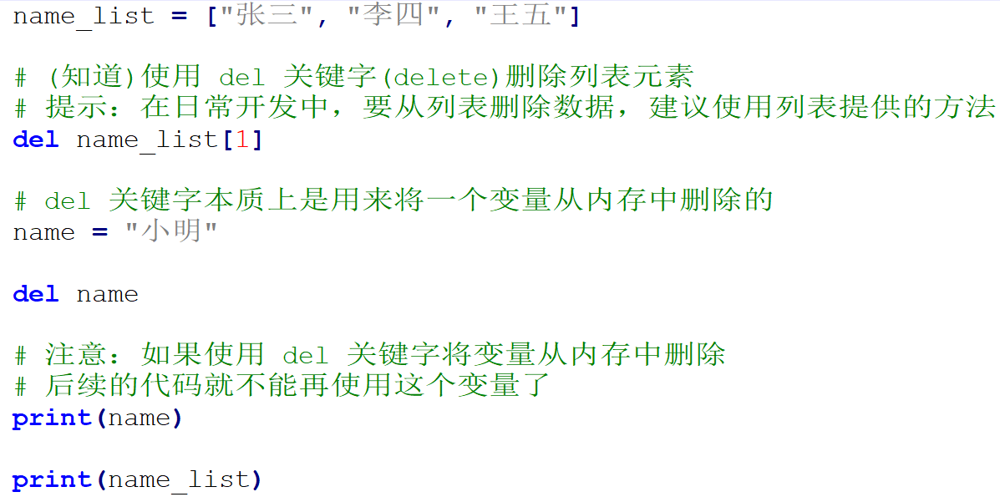 name_list = ["张三", "李四", "王五"]
# (知道)使用 del 关键字(delete)删除列表元素
# 提示：在日常开发中，要从列表删除数据，建议使用列表提供的方法
del name_list[1]
# del 关键字本质上是用来将一个变量从内存中删除的
name = "小明"
del name
# 注意：如果使用 del 关键字将变量从内存中删除
# 后续的代码就不能再使用这个变量了
print(name)
print(name_list)